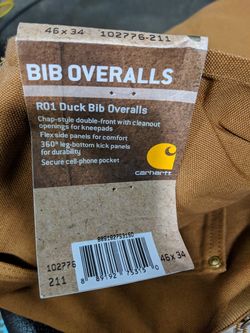 46 x 34
102776-211
BIB OVERALLS
R01 Duck Bib Overalls
Chap-style double-front with cleanout
openings for kneepads
Flex side panels for comfort
360° leg-bottom kick panels
for durability
Secure cell-phone pocket
carhartt
102776
46 x 34